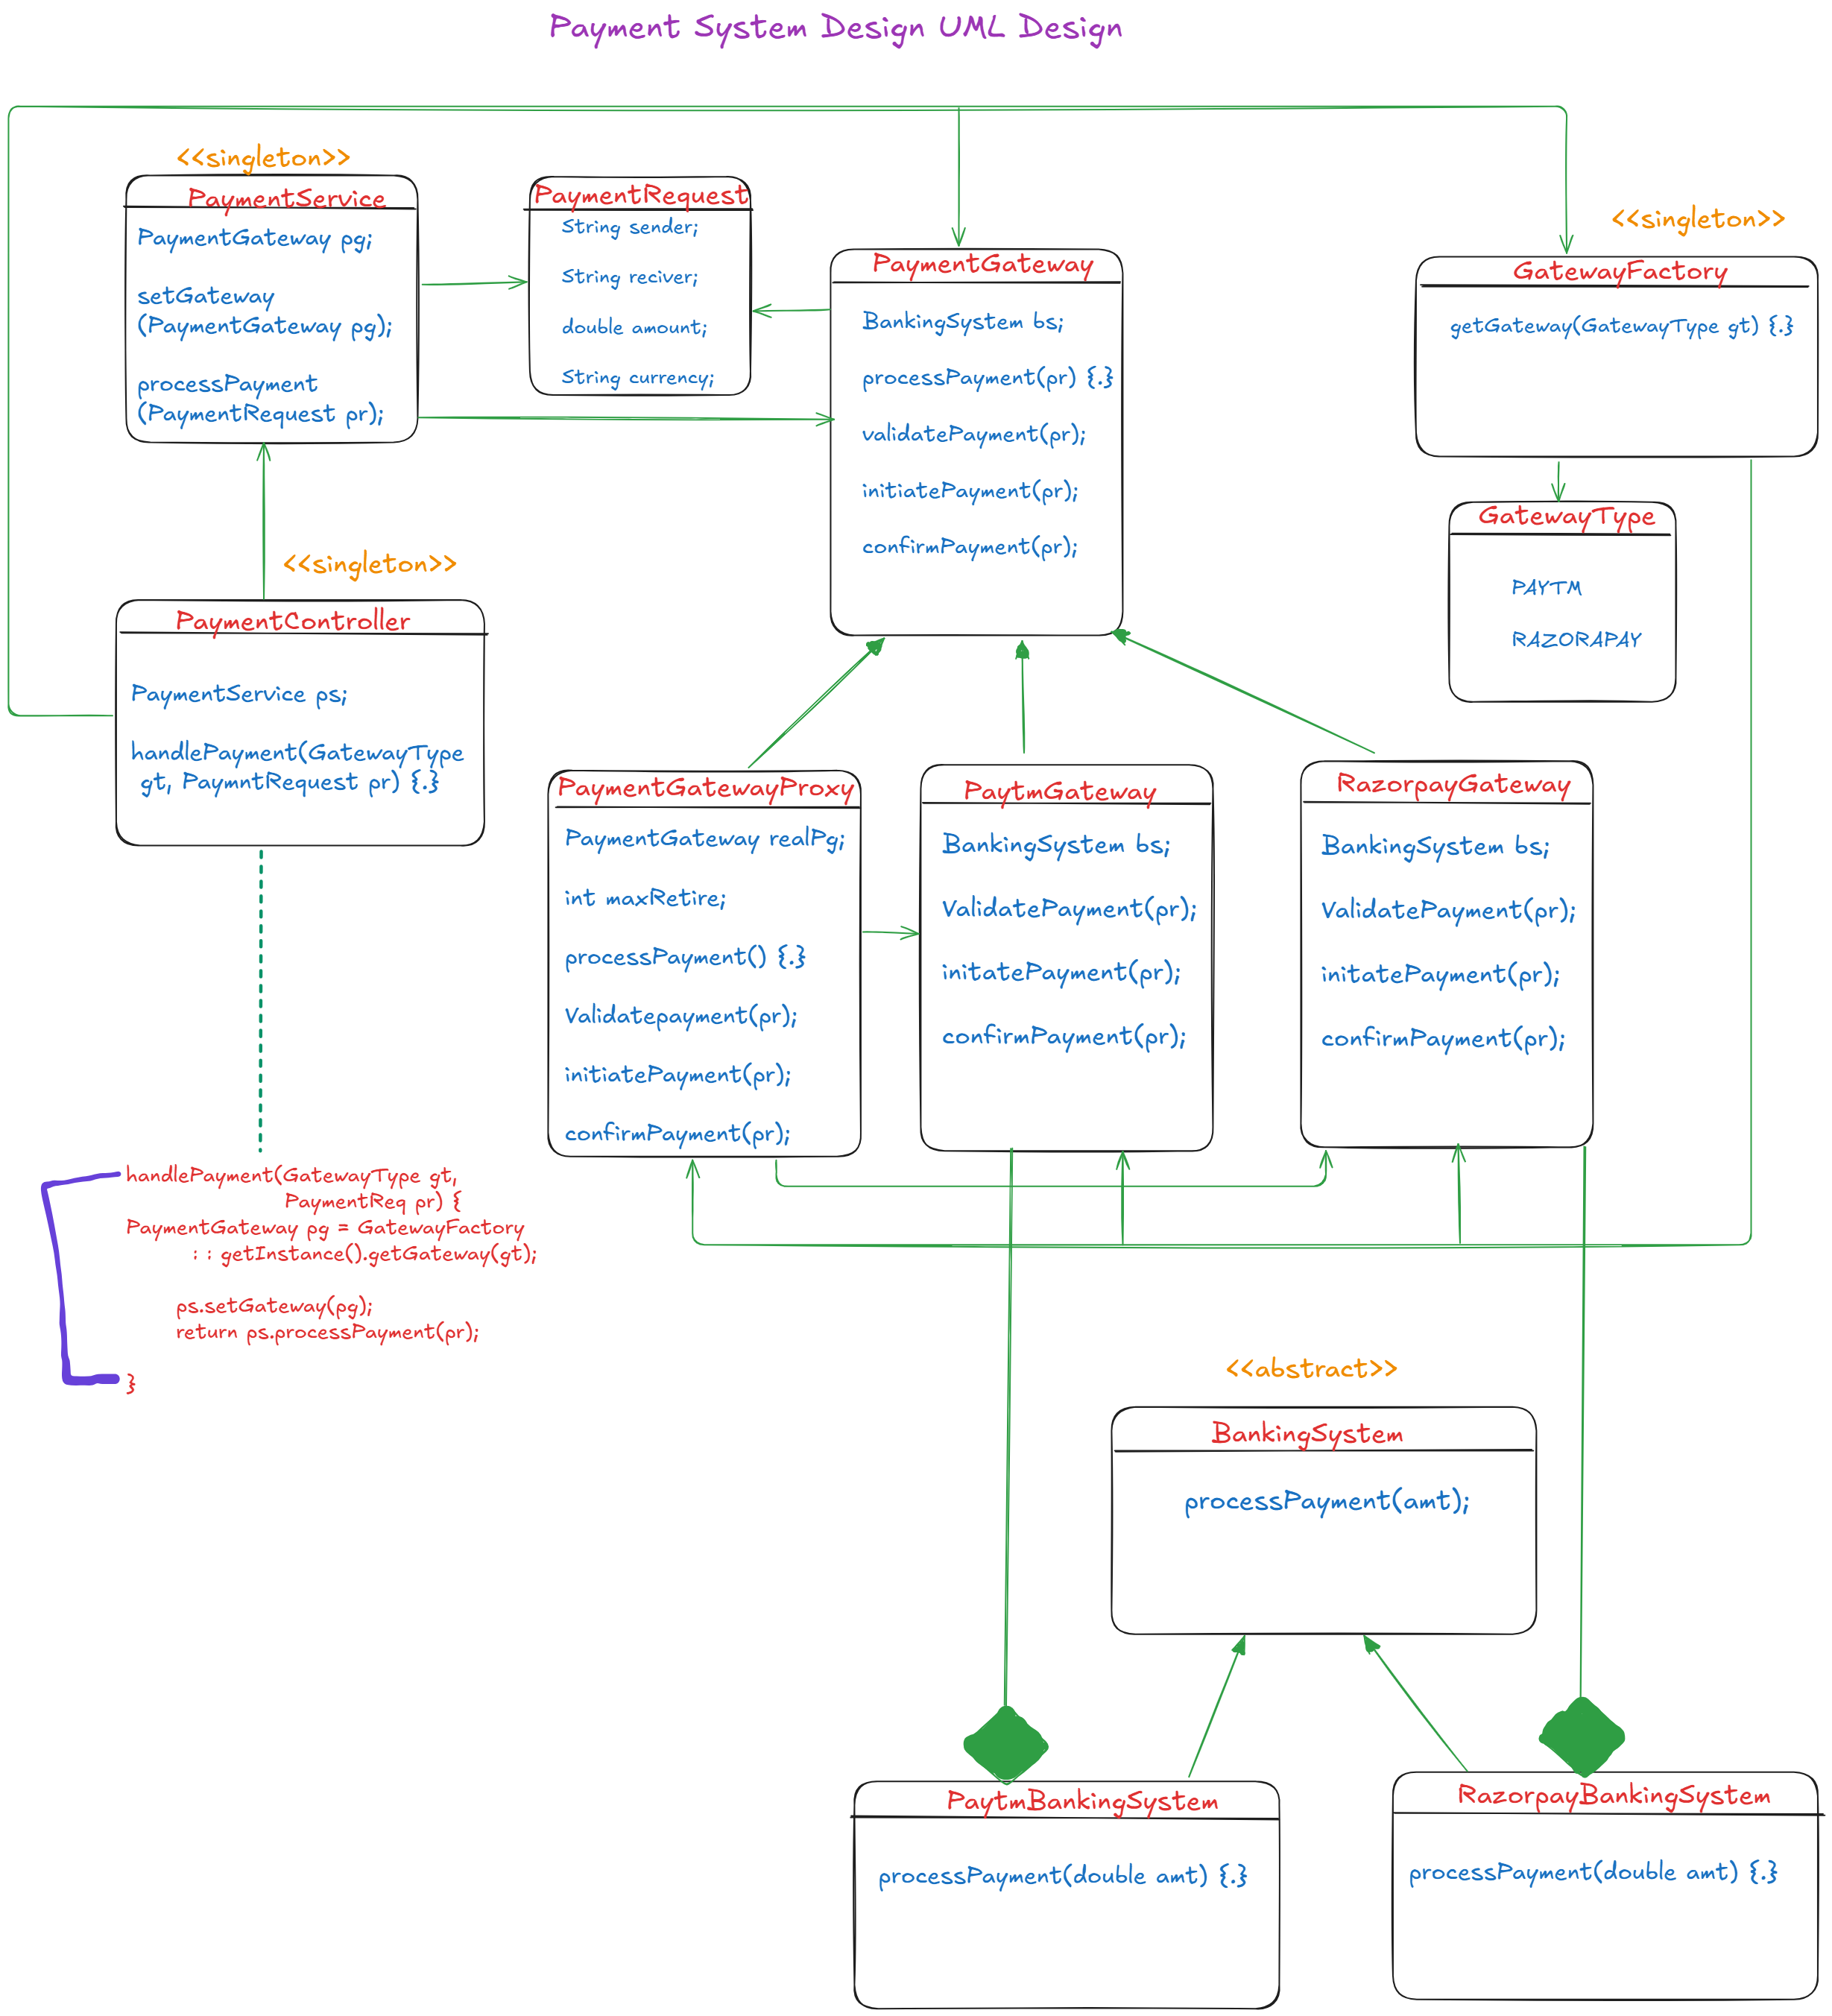 Payment System Design UML Design
<<singleton>>
PaymentService
PaymentGateway pg;
setGateway
(PaymentGateway pg);
processPayment
(PaymentRequest pr);
PaymentRequest
String sender;
String reciver;
double amount;
String currency;
PaymentGateway
BankingSystem bs;
processPayment(pr) {.}
validatePayment(pr);
initiatePayment(pr);
confirmPayment(pr);
<<singleton>>
GatewayFactory
getGateway(GatewayType gt) {.}
GatewayType
PAYTM
RAZORAPAY
<<singleton>>
PaymentController
PaymentService ps;
handlePayment(GatewayType
gt, PaymntRequest pr) {.}
PaymentGatewayProxy
PaymentGateway realPg;
int maxRetire;
processPayment() {.}
Validatepayment(pr);
initiatePayment(pr);
confirmPayment(pr);
PaytmGateway
BankingSystem bs;
ValidatePayment(pr);
initatePayment(pr);
confirmPayment(pr);
RazorpayGateway
BankingSystem bs;
ValidatePayment(pr);
initatePayment(pr);
confirmPayment(pr);
handlePayment(GatewayType gt,
PaymentReq pr) {
PaymentGateway pg = GatewayFactory
: : getInstance().getGateway(gt);
ps.setGateway(pg);
return ps.processPayment(pr);
}
<<abstract>>
BankingSystem
processPayment(amt);
PaytmBankingSystem
processPayment(double amt) {.}
RazorpayBankingSystem
processPayment(double amt) {.}